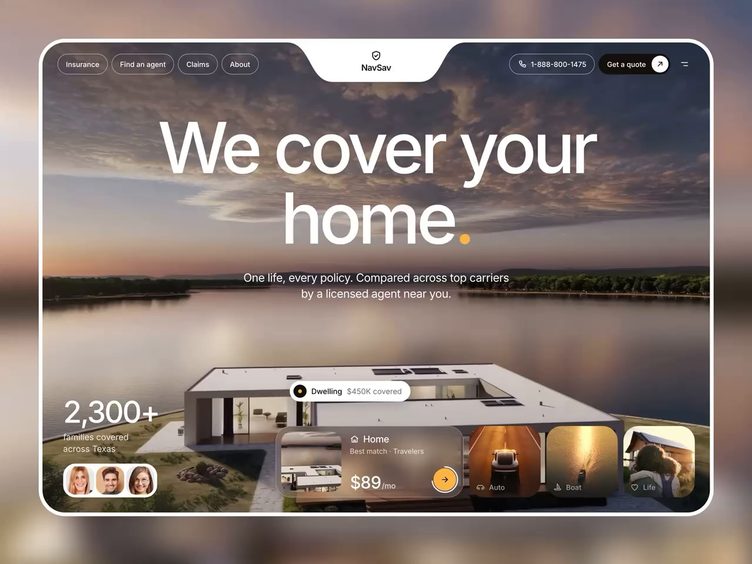 Insurance
Find an agent
Claims
About
NavSav
1-888-800-1475
Get a quote
We cover your
home.
One life, every policy. Compared across top carriers
by a licensed agent near you.
Dwelling $450K covered
2,300+
families covered
across Texas
Home
Best match · Travelers
$89/mo
Auto
Boat
Life